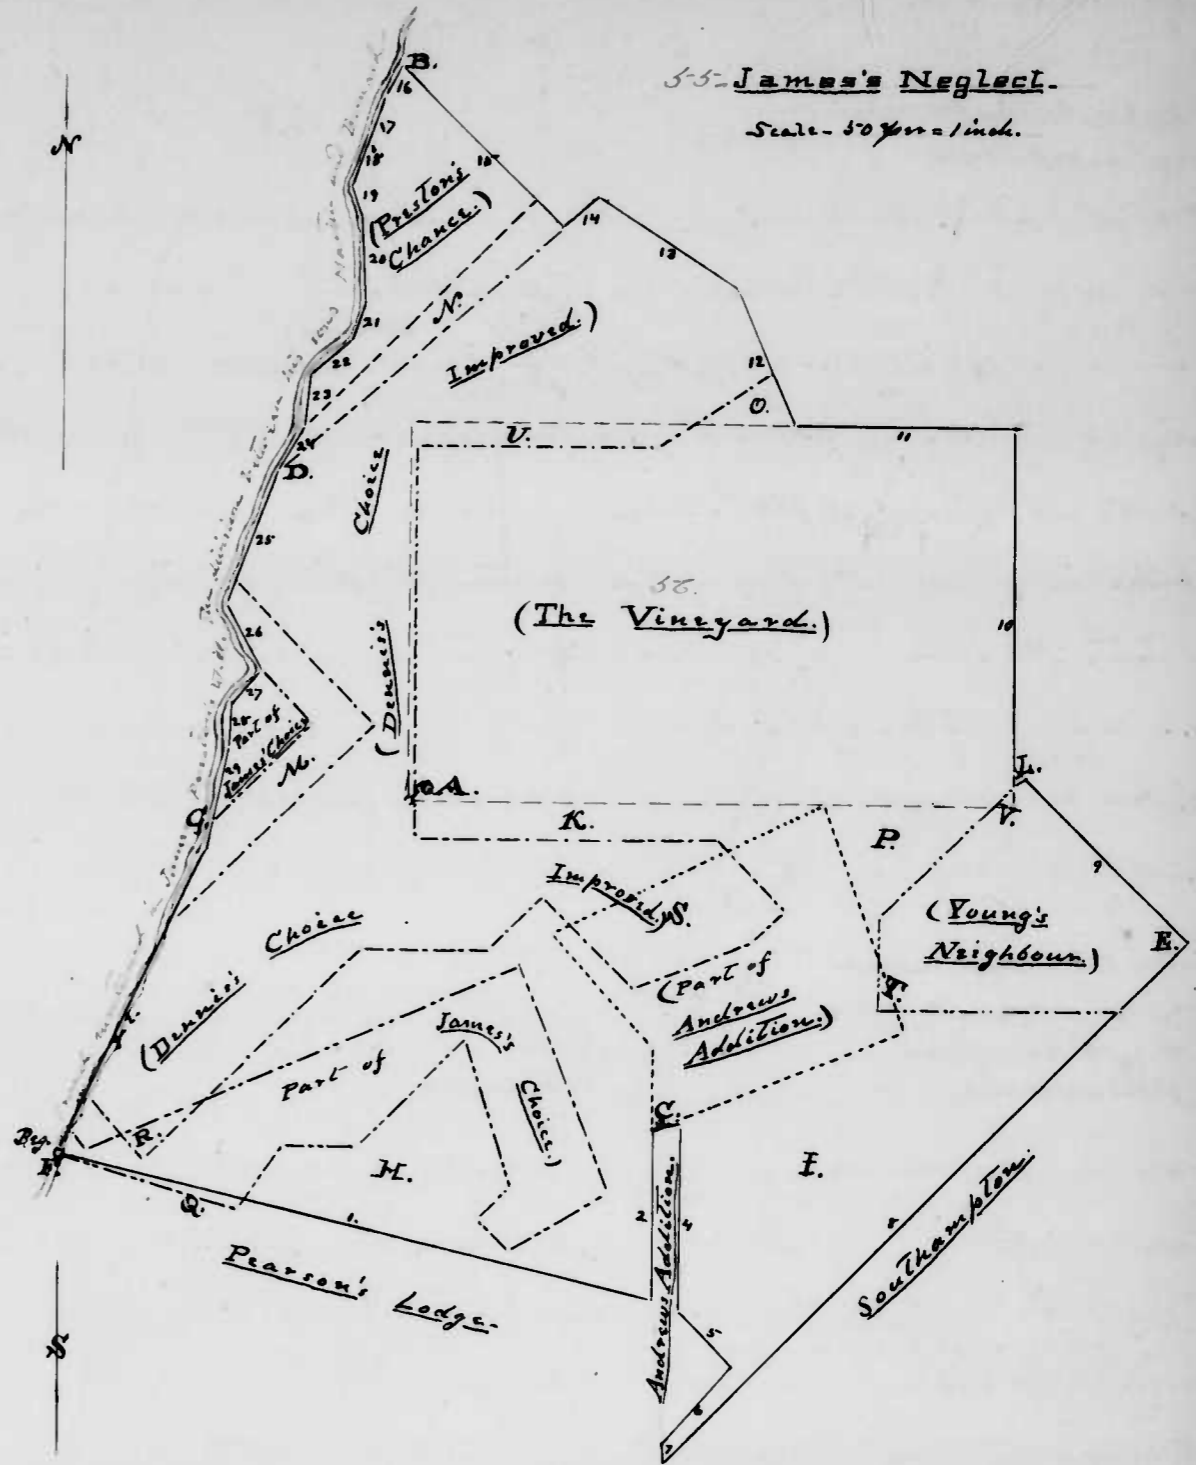 55- James's Neglect.
Scale - 50 prs = 1 inch.
N
B.
16
17
18
19
15
(Preston's
Chance.)
20
14
13
N.
21
Improved.)
22
23
12
O.
24
11
U.
D.
Choice
25
56.
(The Vineyard.)
10
26
(Dennis's
27
28
Part of
James' Choice
29
M.
L.
A.
C.
K.
V.
P.
9
Improved.)
S.
(Young's
Neighbour.)
E.
Choice
(Dennis's
(Part of
Andrews
Addition.)
T.
James's
Part of
Choice.)
G.
Beg.
F.
R.
H.
I.
Q.
1.
2
4
Andrews Addition.
8
Pearson's Lodge.
Southampton.
S
5
6
7